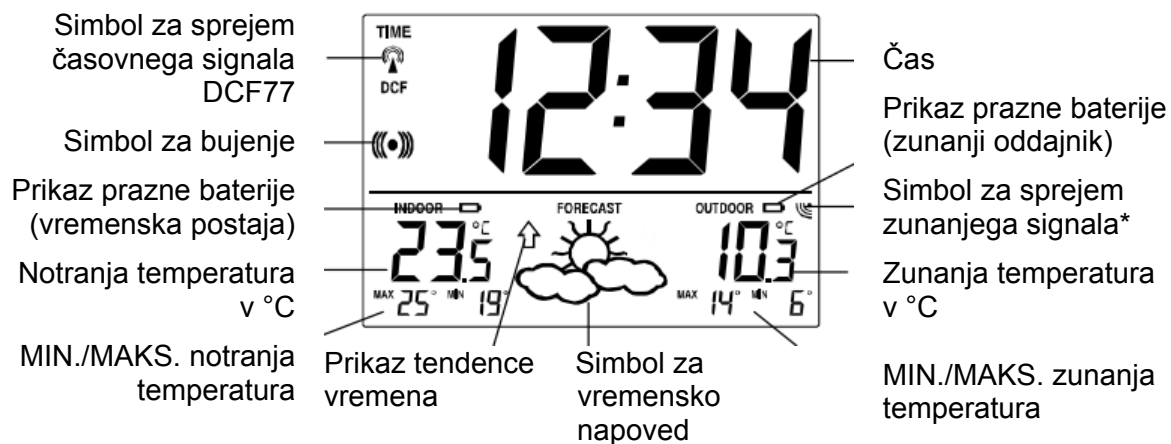 Simbol za sprejem
časovnega signala
DCF77
Simbol za bujenje
Prikaz prazne baterije
(vremenska postaja)
Notranja temperatura
v °C
MIN./MAKS. notranja
temperatura
TIME
DCF
12:34
INDOOR
23.5 °C
MAX 25° MIN 19°
FORECAST
OUTDOOR
10.3 °C
MAX 14° MIN 6°
Prikaz tendence
vremena
Simbol za
vremensko
napoved
Čas
Prikaz prazne baterije
(zunanji oddajnik)
Simbol za sprejem
zunanjega signala*
Zunanja temperatura
v °C
MIN./MAKS. zunanja
temperatura